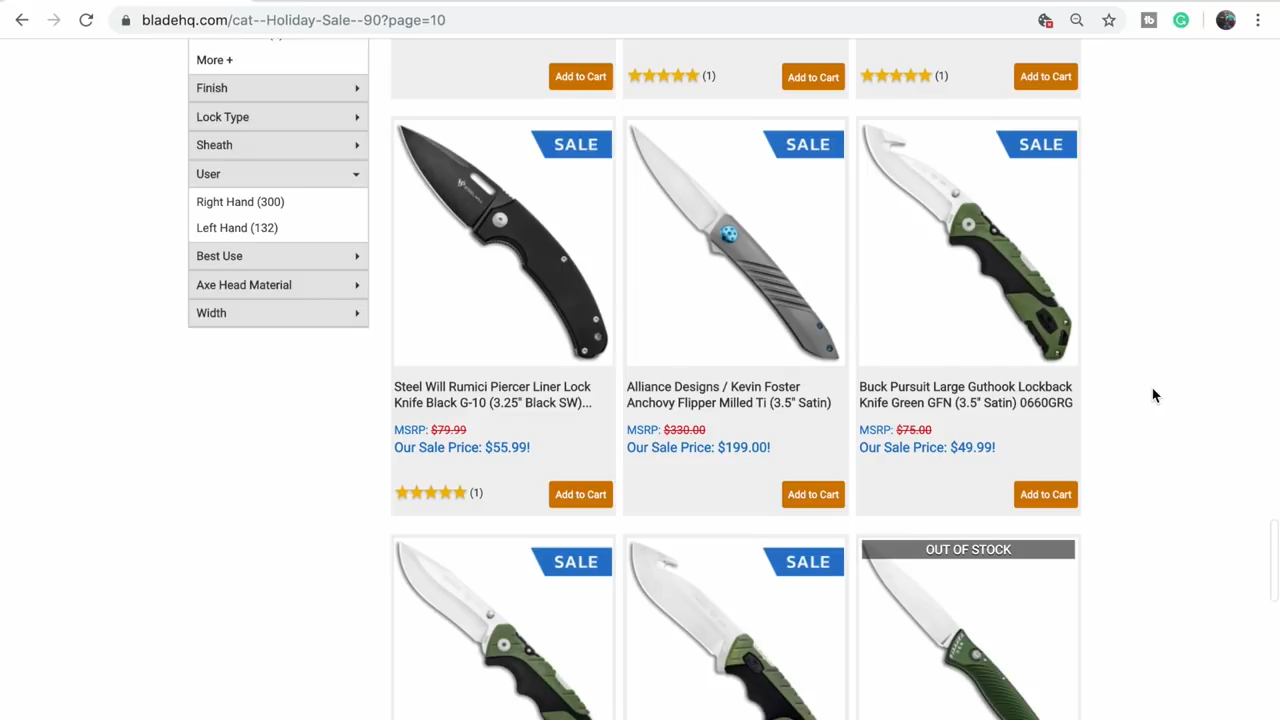 bladehq.com/cat--Holiday-Sale--90?page=10
More +
Finish
Lock Type
Sheath
User
Right Hand (300)
Left Hand (132)
Best Use
Axe Head Material
Width
Add to Cart
(1)
Add to Cart
(1)
Add to Cart
SALE
Steel Will Rumici Piercer Liner Lock
Knife Black G-10 (3.25" Black SW)...
MSRP: $79.99
Our Sale Price: $55.99!
(1)
Add to Cart
SALE
Alliance Designs / Kevin Foster
Anchovy Flipper Milled Ti (3.5" Satin)
MSRP: $330.00
Our Sale Price: $199.00!
Add to Cart
SALE
Buck Pursuit Large Guthook Lockback
Knife Green GFN (3.5" Satin) 0660GRG
MSRP: $75.00
Our Sale Price: $49.99!
Add to Cart
SALE
SALE
OUT OF STOCK